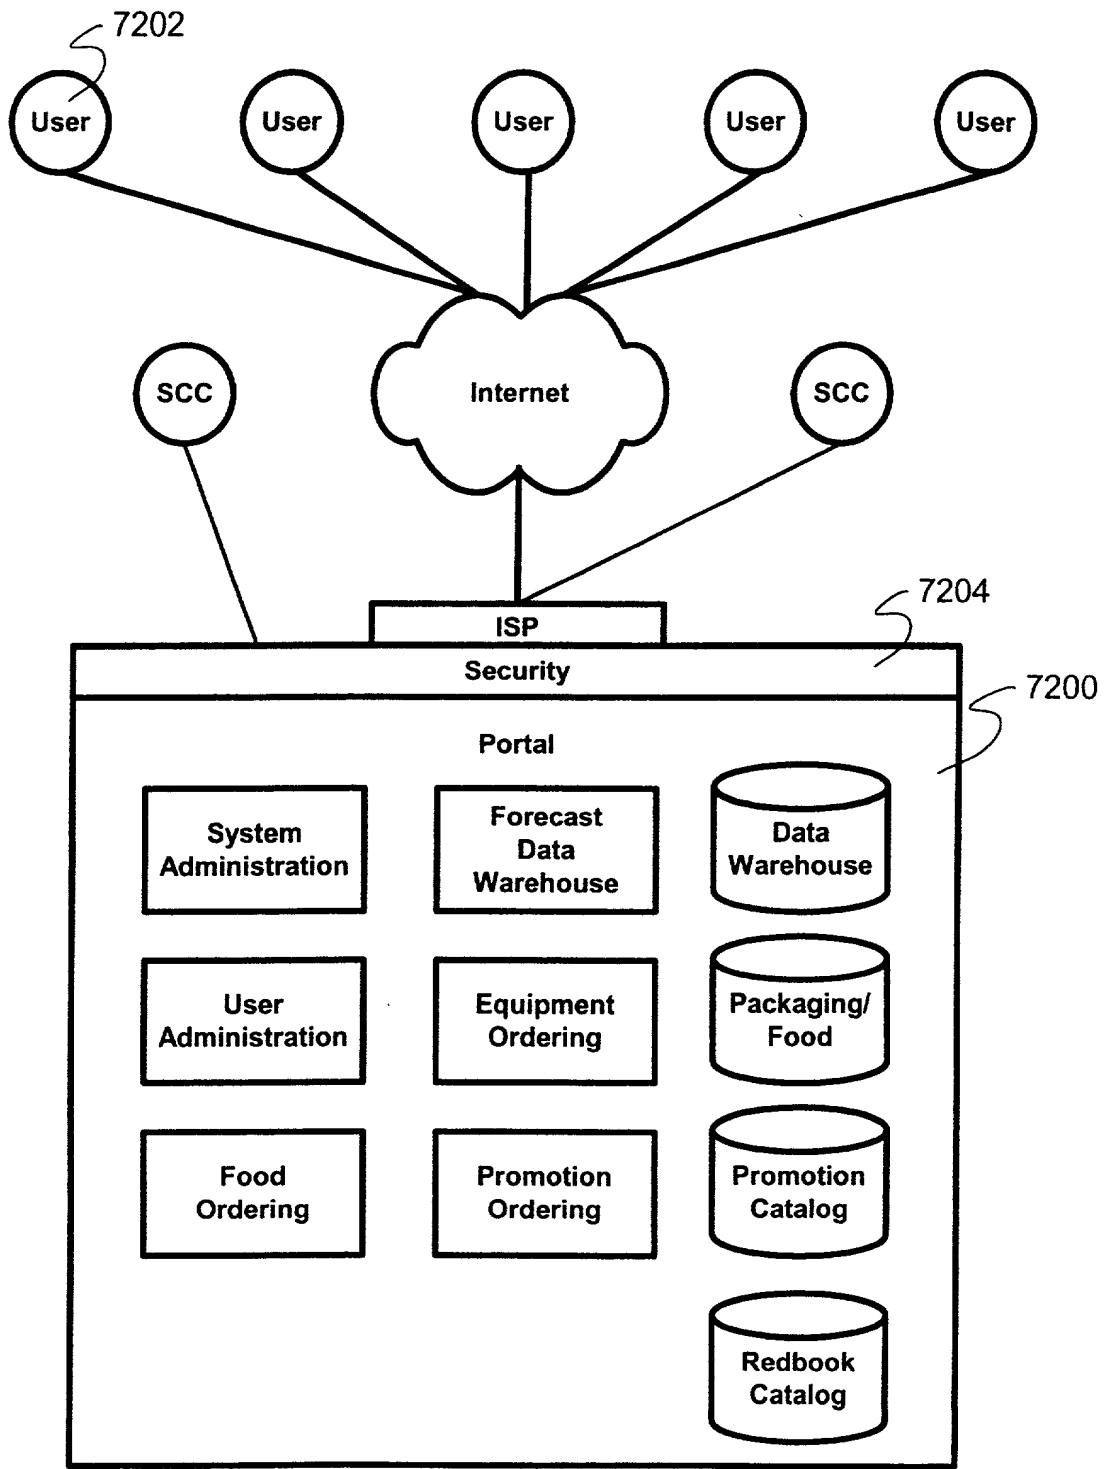 7202
User
User
User
User
User
SCC
Internet
SCC
7204
ISP
Security
7200
Portal
System
Administration
Forecast
Data
Warehouse
Data
Warehouse
User
Administration
Equipment
Ordering
Packaging/
Food
Food
Ordering
Promotion
Ordering
Promotion
Catalog
Redbook
Catalog